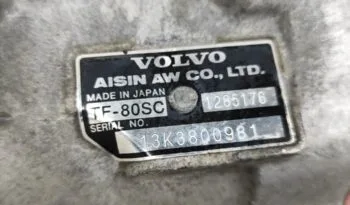 VOLVO
AISIN AW CO., LTD.
MADE IN JAPAN
TF-80SC 1285176
SERIAL NO.
13K3800981